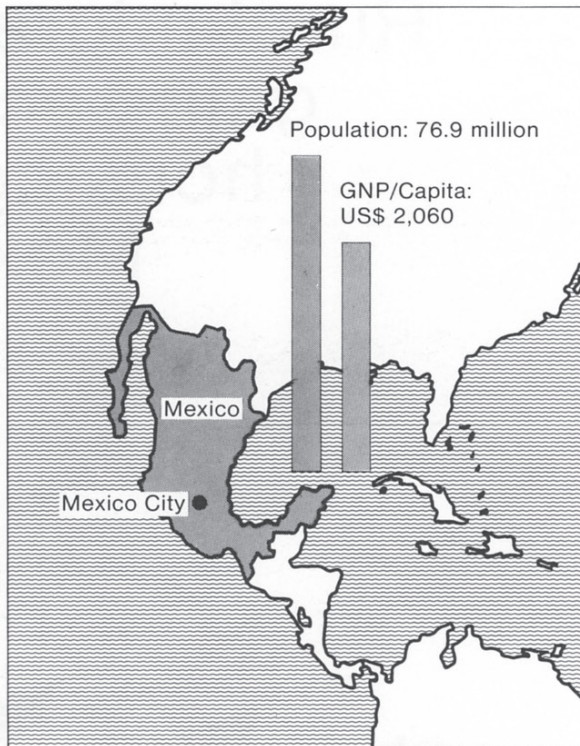 Population: 76.9 million
GNP/Capita:
US$ 2,060
Mexico
Mexico City